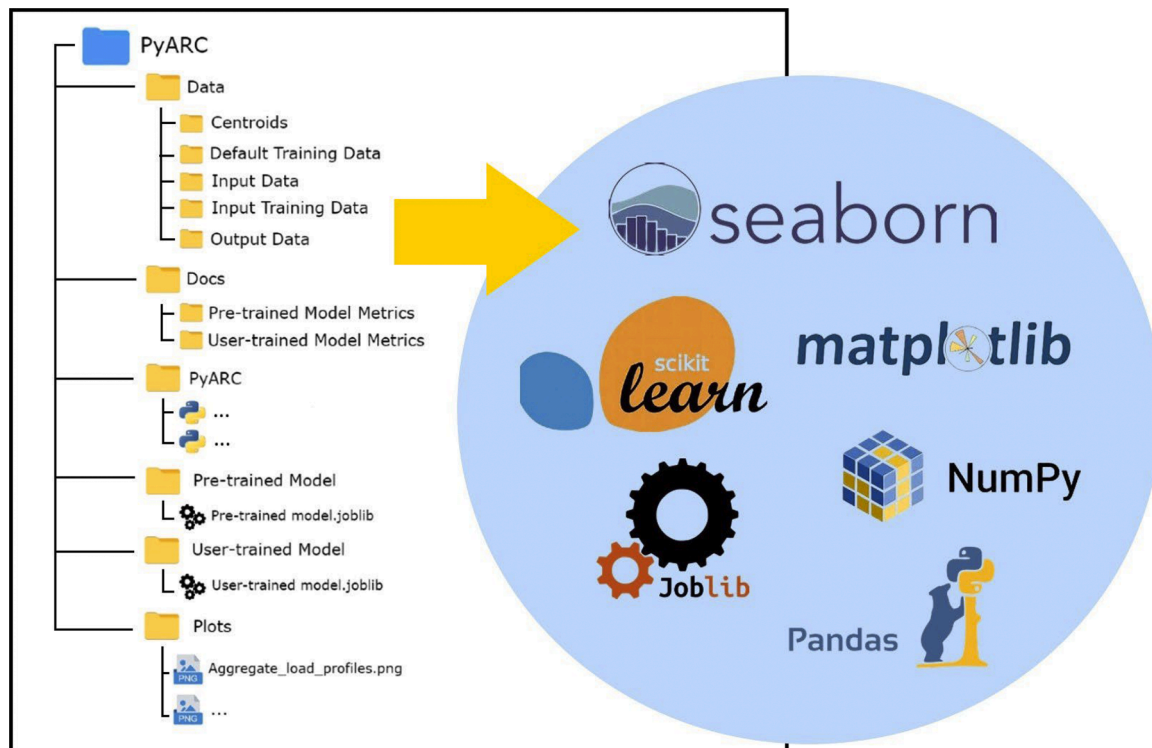 PyARC
Data
Centroids
Default Training Data
Input Data
Input Training Data
Output Data
Docs
Pre-trained Model Metrics
User-trained Model Metrics
PyARC
...
...
Pre-trained Model
Pre-trained model.joblib
User-trained Model
User-trained model.joblib
Plots
PNG
Aggregate_load_profiles.png
PNG
...
seaborn
scikit
learn
matplotlib
NumPy
Joblib
Pandas